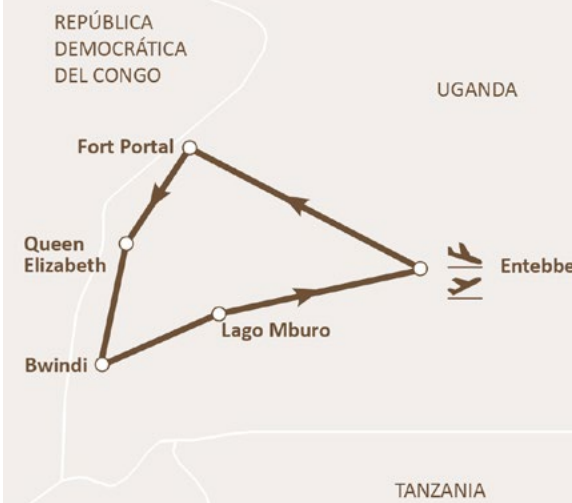 REPÚBLICA
DEMOCRÁTICA
DEL CONGO
UGANDA
Fort Portal
Queen
Elizabeth
Entebbe
Lago Mburo
Bwindi
TANZANIA